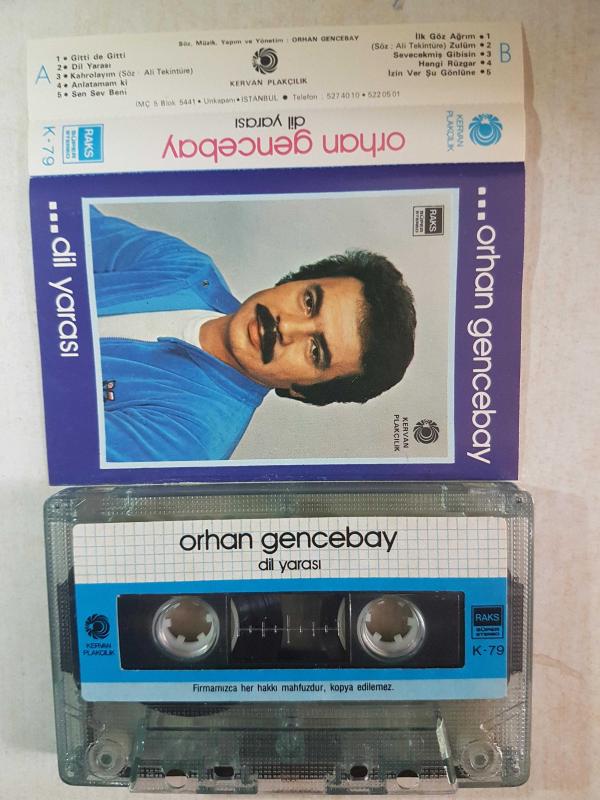 Söz, Müzik, Yapım ve Yönetim : ORHAN GENCEBAY
A
1 • Gitti de Gitti
2 • Dil Yarası
3 • Kahrolayım (Söz : Ali Tekintüre)
4 • Anlatamam ki
5 • Sen Sev Beni
KERVAN PLAKÇILIK
İlk Göz Ağrım • 1
(Söz : Ali Tekintüre) Zulüm • 2
Sevecekmiş Gibisin • 3
Hangi Rüzgar • 4
İzin Ver Şu Gönlüne • 5
B
İMÇ 5 Blok 5441 • Unkapanı • İSTANBUL • Telefon : 527 40 10 • 522 05 01
orhan gencebay
dil yarası
KERVAN
PLAKÇILIK
RAKS
SÜPER
STEREO
K-79
...orhan gencebay
...dil yarası
RAKS
SÜPER
STEREO
KERVAN
PLAKÇILIK
orhan gencebay
dil yarası
KERVAN
PLAKÇILIK
RAKS
SÜPER
STEREO
K-79
Firmamızca her hakkı mahfuzdur, kopya edilemez.